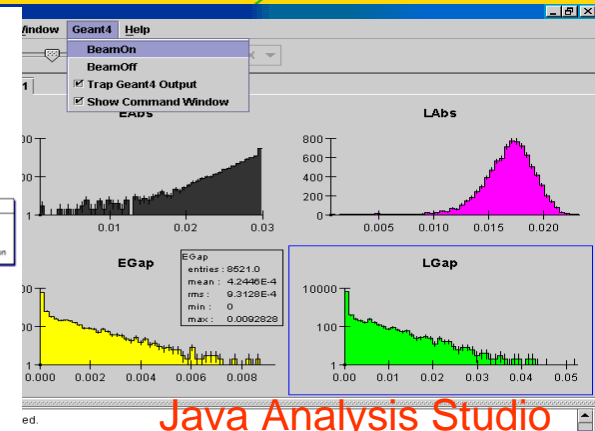 Window Geant4 Help
BeamOn
BeamOff
Trap Geant4 Output
Show Command Window
1
EAbs
1
0.01 0.02 0.03
LAbs
800
600
400
200
0
0.005 0.010 0.015 0.020
EGap
EGap
entries : 8521.0
mean : 4.2446E-4
rms : 9.3128E-4
min : 0
max : 0.0092828
1
0.000 0.002 0.004 0.006 0.008
LGap
10000
100
1
0.00 0.01 0.02 0.03 0.04 0.05
ed.
Java Analysis Studio